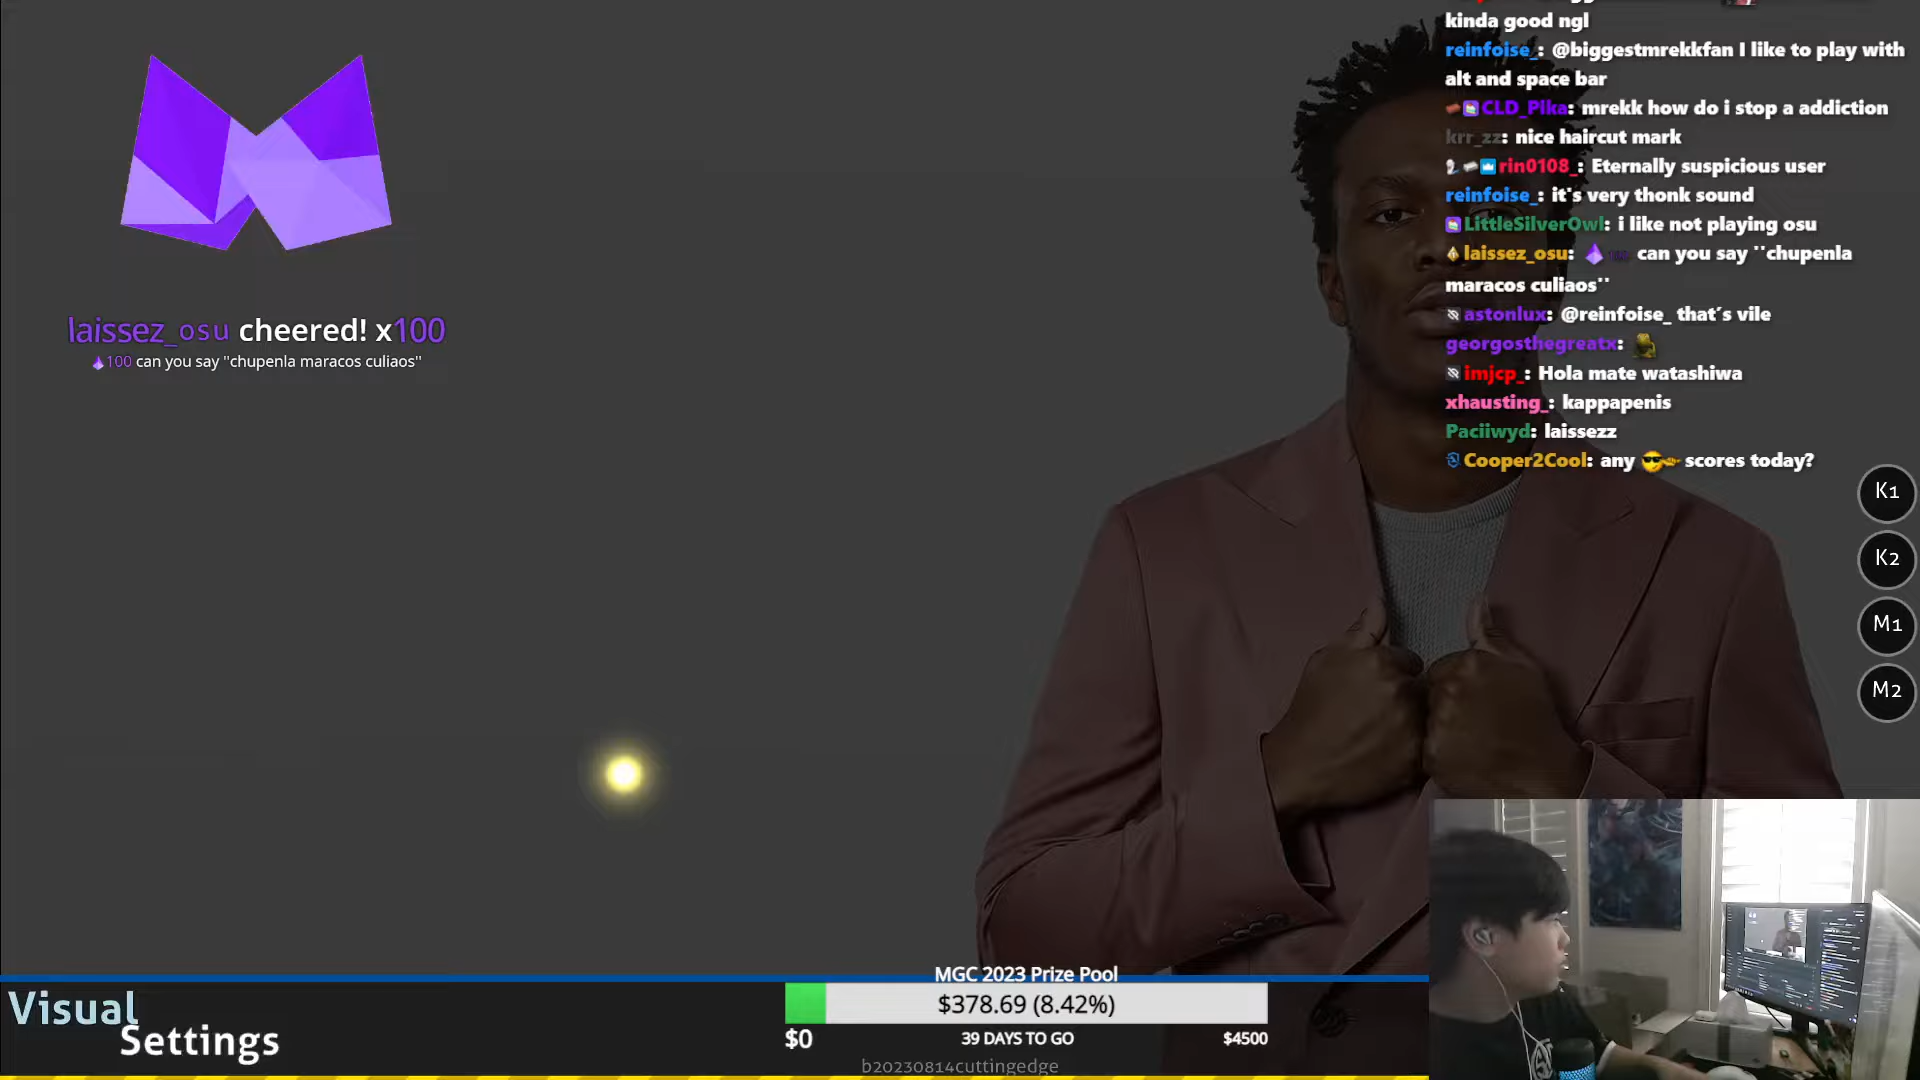 kinda good ngl
reinfoise_: @biggestmrekkfan I like to play with
alt and space bar
CLD_Plka: mrekk how do i stop a addiction
krr_zz: nice haircut mark
rin0108_: Eternally suspicious user
reinfoise_: it's very thonk sound
LittleSilverOwl: i like not playing osu
laissez_osu: 100 can you say ''chupenla
maracos culiaos''
astonlux: @reinfoise_ that's vile
georgosthegreatx:
imjcp_: Hola mate watashiwa
xhausting_: kappapenis
Paciiwyd: laissezz
Cooper2Cool: any scores today?
laissez_osu cheered! x100
100 can you say "chupenla maracos culiaos"
K1
K2
M1
M2
Visual
Settings
MGC 2023 Prize Pool
$378.69 (8.42%)
$0 39 DAYS TO GO $4500
b20230814cuttingedge